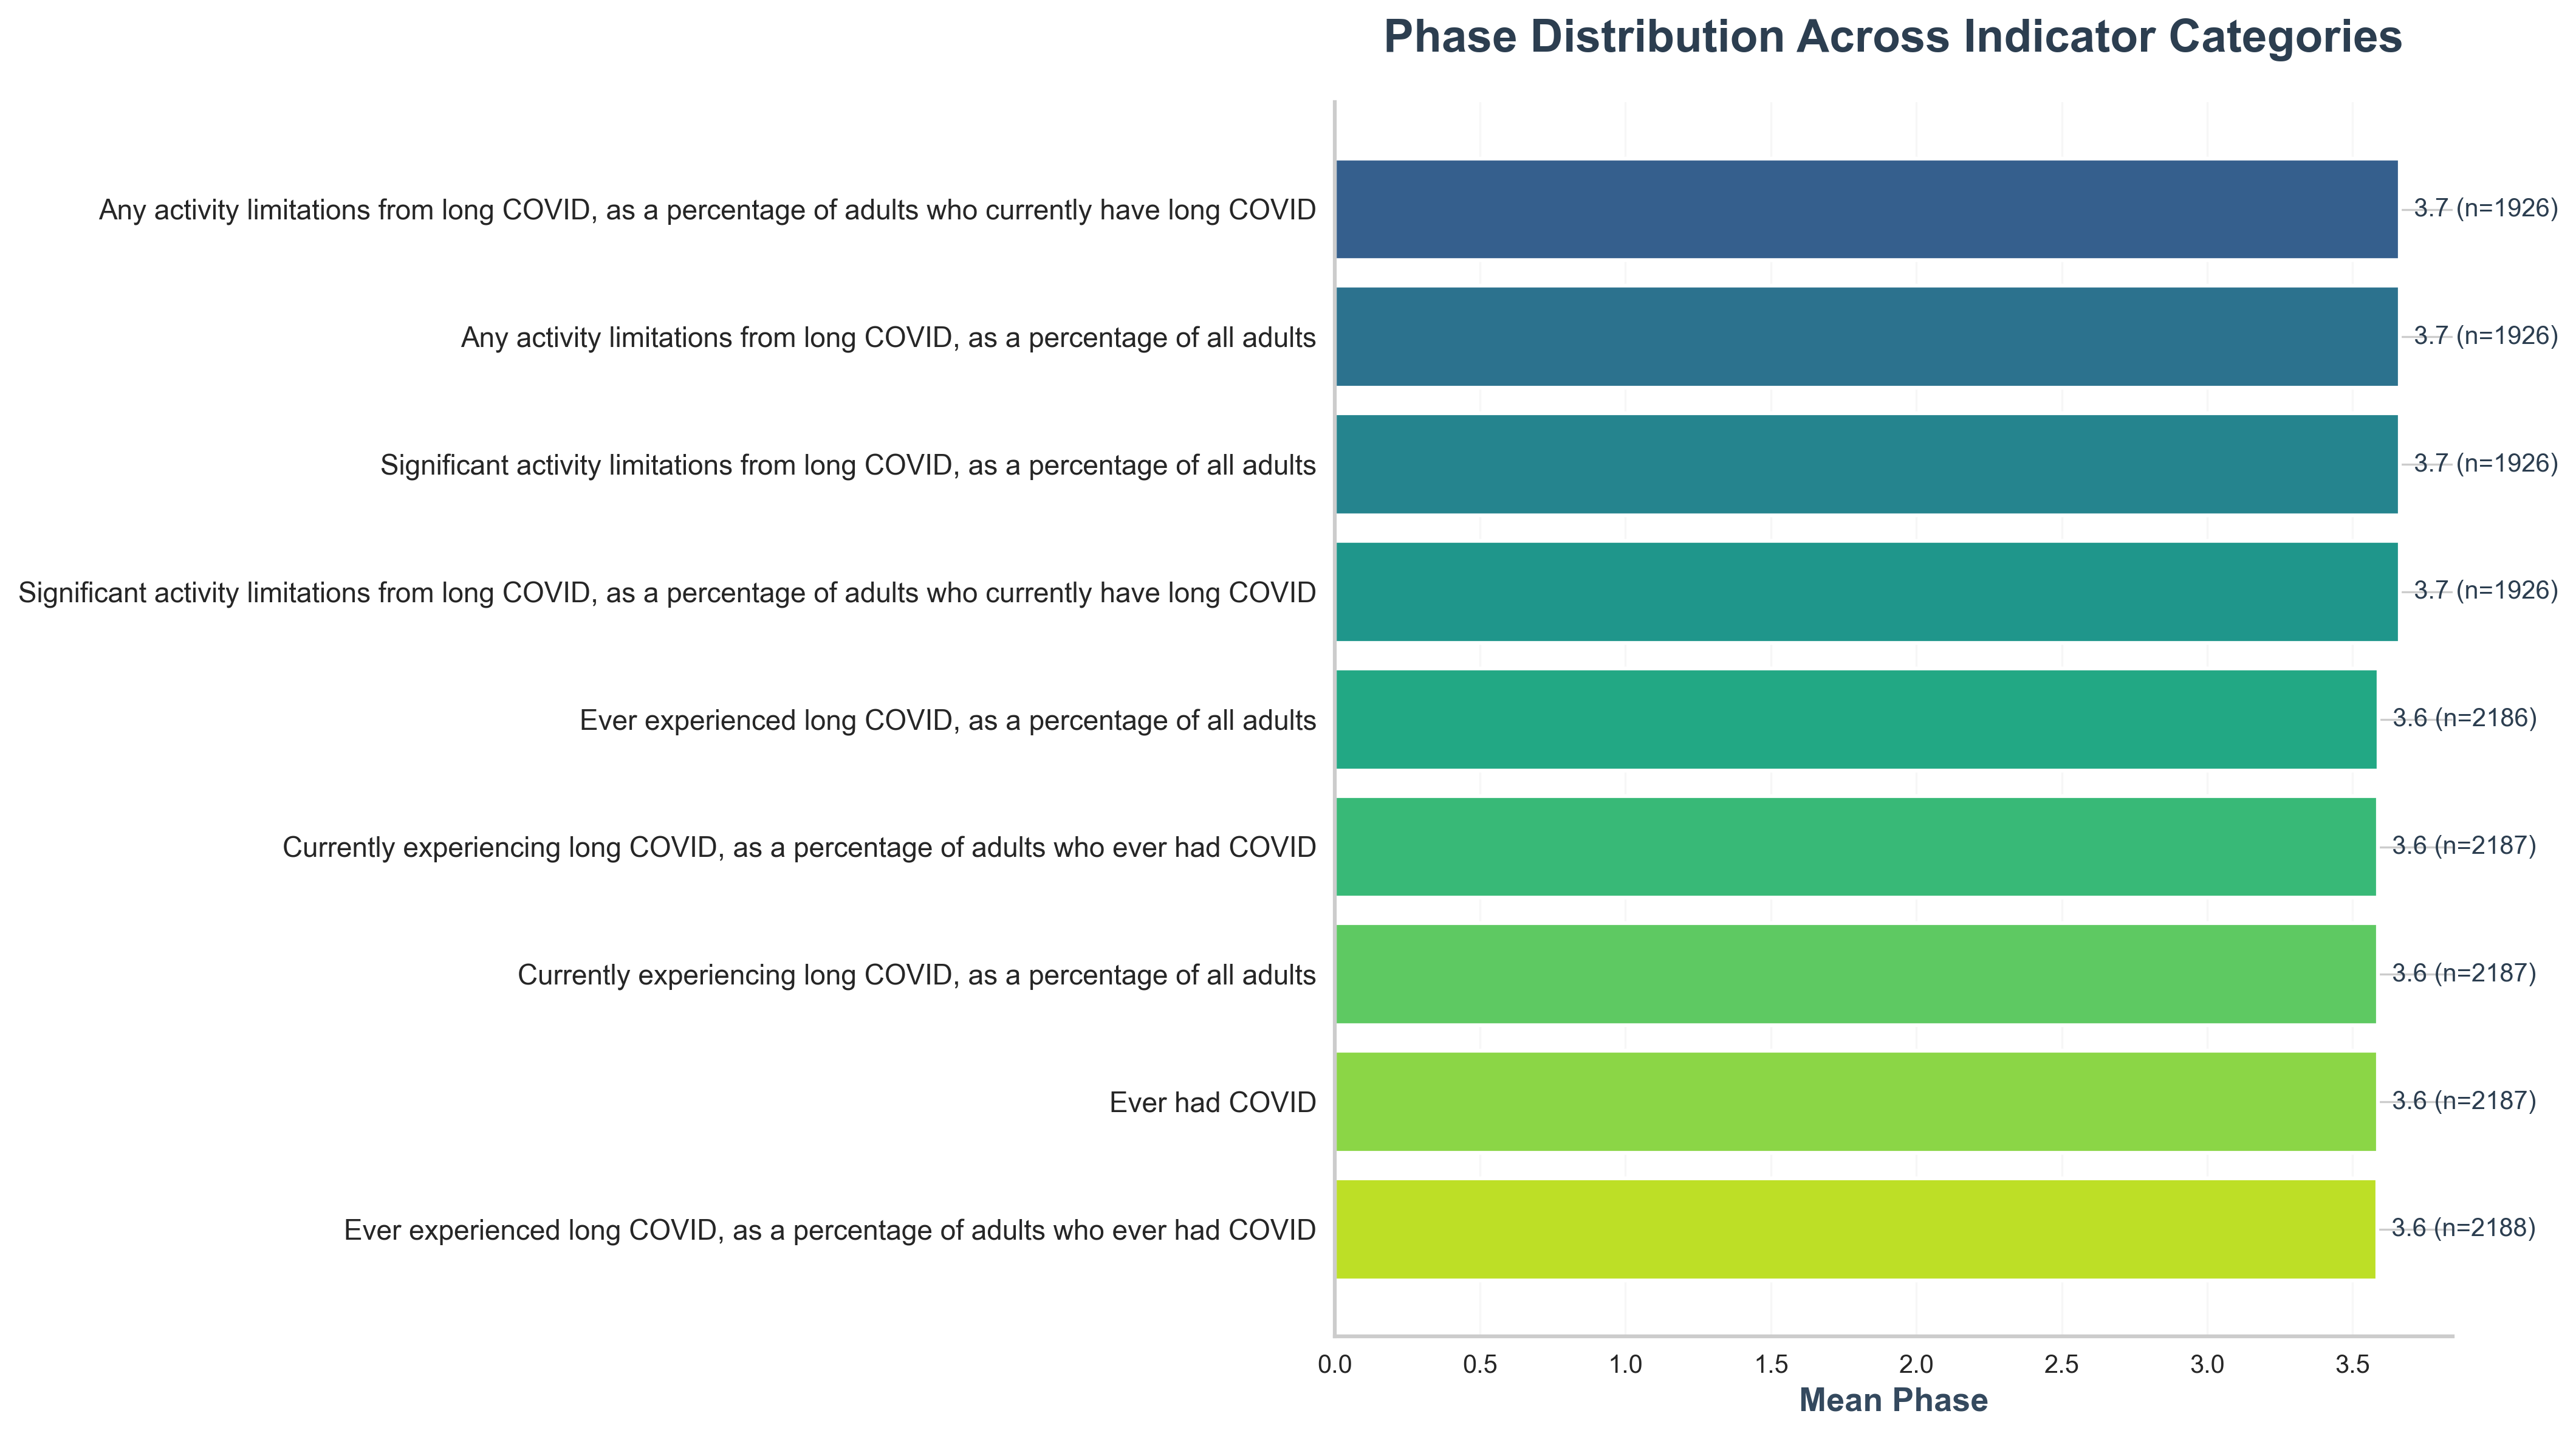 Phase Distribution Across Indicator Categories
Any activity limitations from long COVID, as a percentage of adults who currently have long COVID
3.7 (n=1926)
Any activity limitations from long COVID, as a percentage of all adults
3.7 (n=1926)
Significant activity limitations from long COVID, as a percentage of all adults
3.7 (n=1926)
Significant activity limitations from long COVID, as a percentage of adults who currently have long COVID
3.7 (n=1926)
Ever experienced long COVID, as a percentage of all adults
3.6 (n=2186)
Currently experiencing long COVID, as a percentage of adults who ever had COVID
3.6 (n=2187)
Currently experiencing long COVID, as a percentage of all adults
3.6 (n=2187)
Ever had COVID
3.6 (n=2187)
Ever experienced long COVID, as a percentage of adults who ever had COVID
3.6 (n=2188)
0.0 0.5 1.0 1.5 2.0 2.5 3.0 3.5
Mean Phase